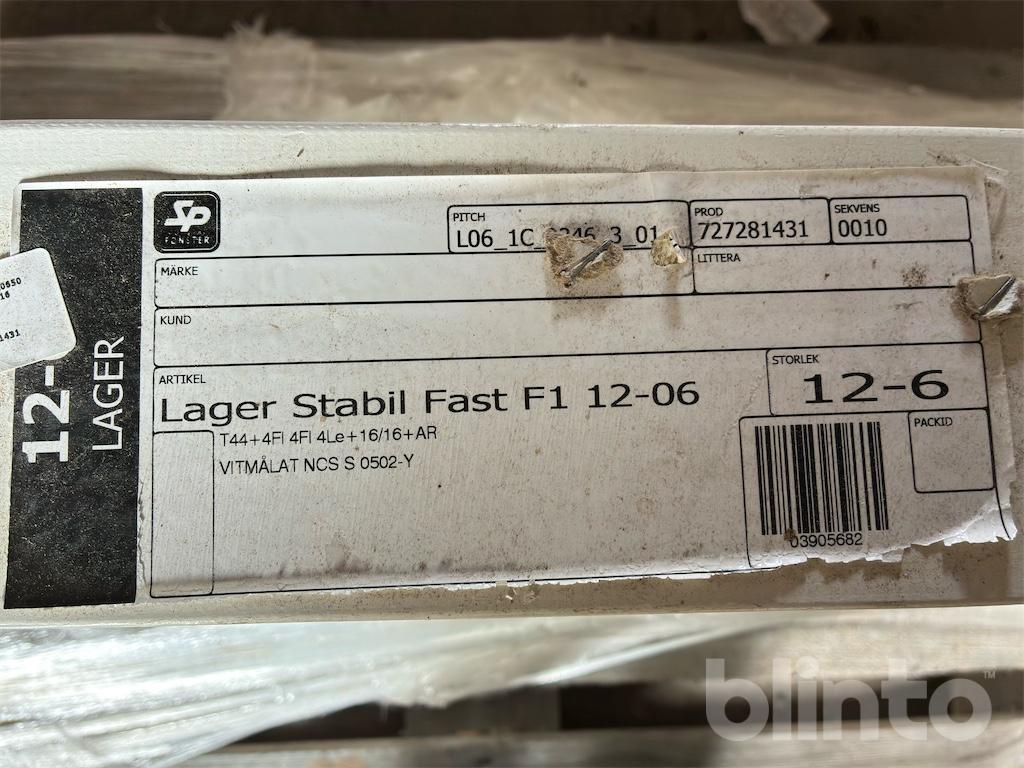 SP
FÖNSTER
PITCH
L06_1C_ 3_01
PROD
727281431
SEKVENS
0010
MÄRKE
LITTERA
KUND
ARTIKEL
Lager Stabil Fast F1 12-06
STORLEK
12-6
T44+4Fl 4Fl 4Le+16/16+AR
VITMÅLAT NCS S 0502-Y
PACKID
03905682
12-
LAGER
0650
16
1431
blinto™